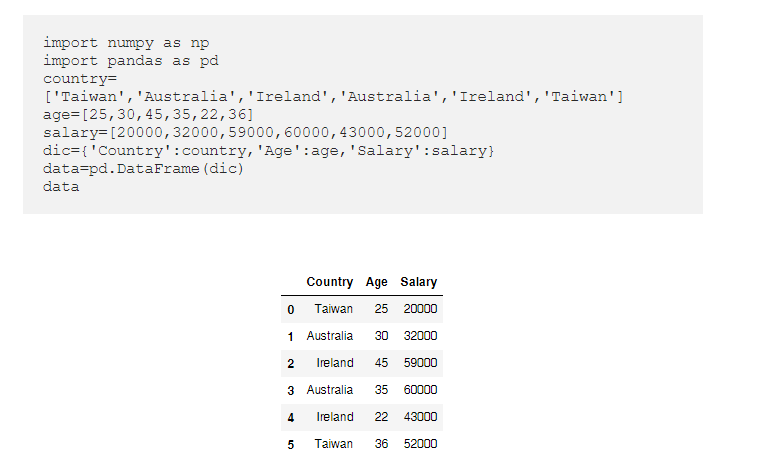 import numpy as np
import pandas as pd
country=
['Taiwan','Australia','Ireland','Australia','Ireland','Taiwan']
age=[25,30,45,35,22,36]
salary=[20000,32000,59000,60000,43000,52000]
dic={'Country':country,'Age':age,'Salary':salary}
data=pd.DataFrame(dic)
data
Country Age Salary
0 Taiwan 25 20000
1 Australia 30 32000
2 Ireland 45 59000
3 Australia 35 60000
4 Ireland 22 43000
5 Taiwan 36 52000